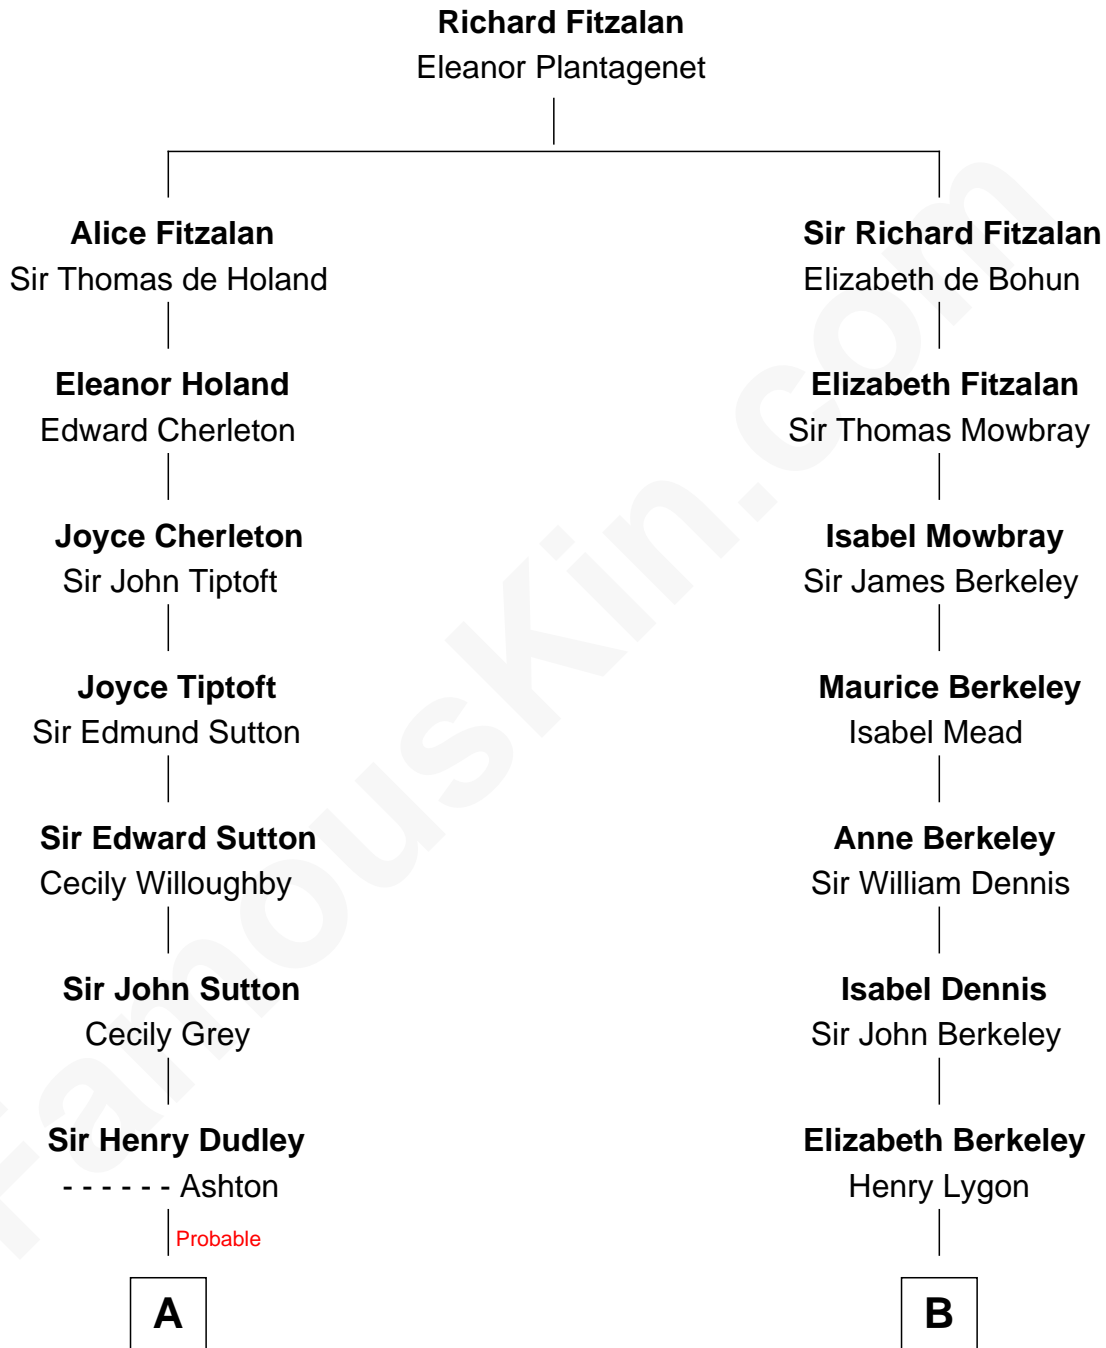 Richard Fitzalan
Eleanor Plantagenet
Alice Fitzalan
Sir Thomas de Holand
Sir Richard Fitzalan
Elizabeth de Bohun
Eleanor Holand
Edward Cherleton
Elizabeth Fitzalan
Sir Thomas Mowbray
Joyce Cherleton
Sir John Tiptoft
Isabel Mowbray
Sir James Berkeley
Joyce Tiptoft
Sir Edmund Sutton
Maurice Berkeley
Isabel Mead
Sir Edward Sutton
Cecily Willoughby
Anne Berkeley
Sir William Dennis
Sir John Sutton
Cecily Grey
Isabel Dennis
Sir John Berkeley
Sir Henry Dudley
- - - - - - Ashton
Elizabeth Berkeley
Henry Lygon
Probable
A
B
FamousKin.com